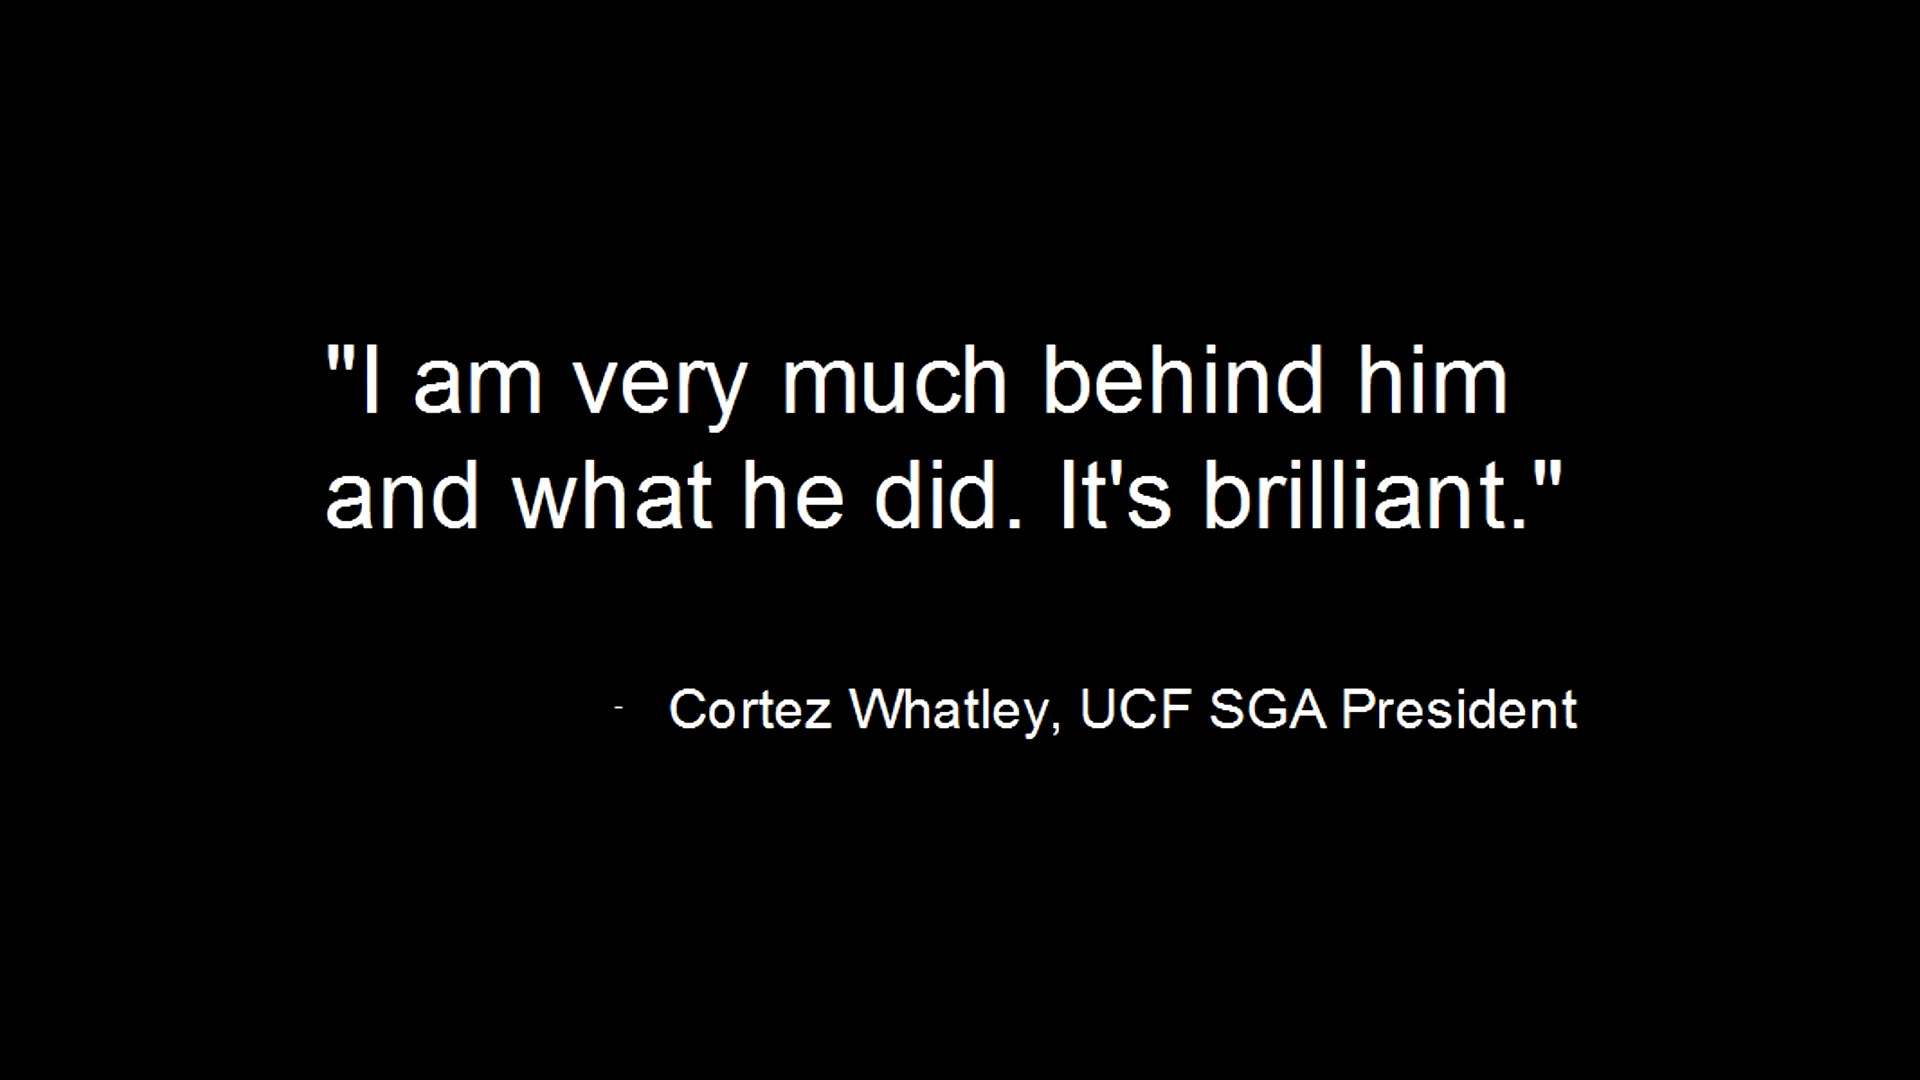 "I am very much behind him
and what he did. It's brilliant."
- Cortez Whatley, UCF SGA President